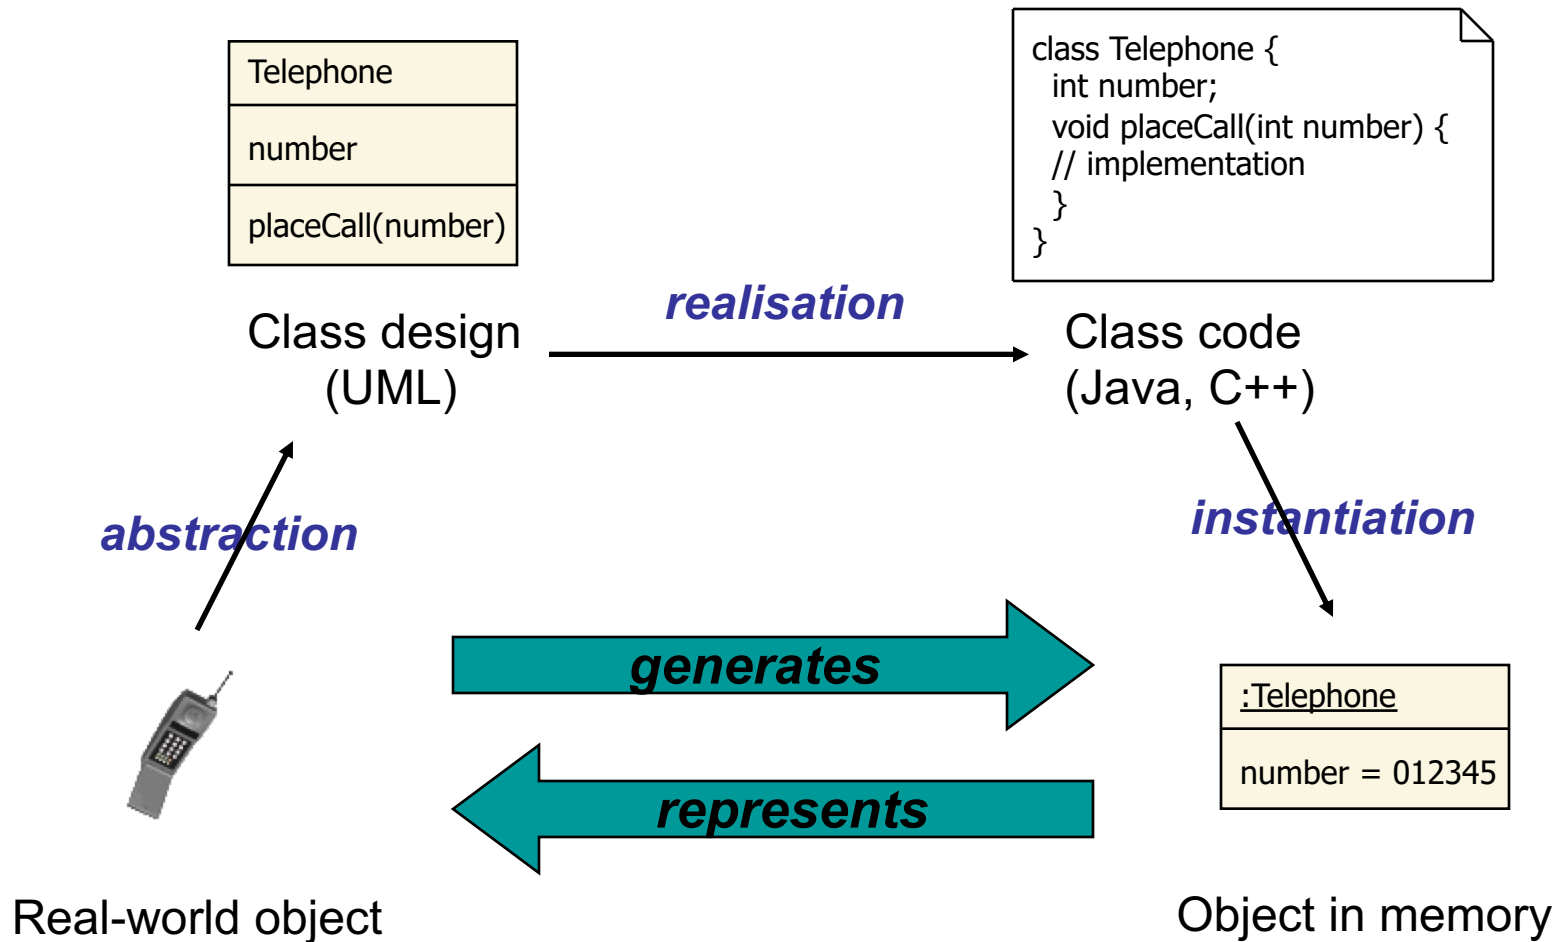 Telephone
number
placeCall(number)
class Telephone {
int number;
void placeCall(int number) {
// implementation
}
}
Class design
(UML)
realisation
Class code
(Java, C++)
abstraction
instantiation
generates
represents
:Telephone
number = 012345
Real-world object
Object in memory